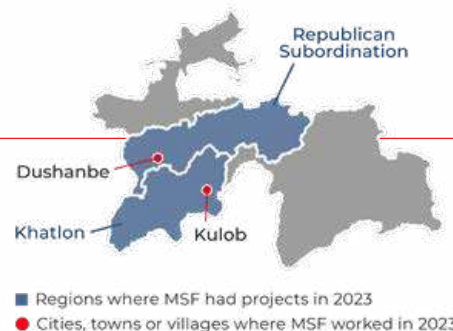 Republican
Subordination
Dushanbe
Khatlon
Kulob
Regions where MSF had projects in 2023
Cities, towns or villages where MSF worked in 2023